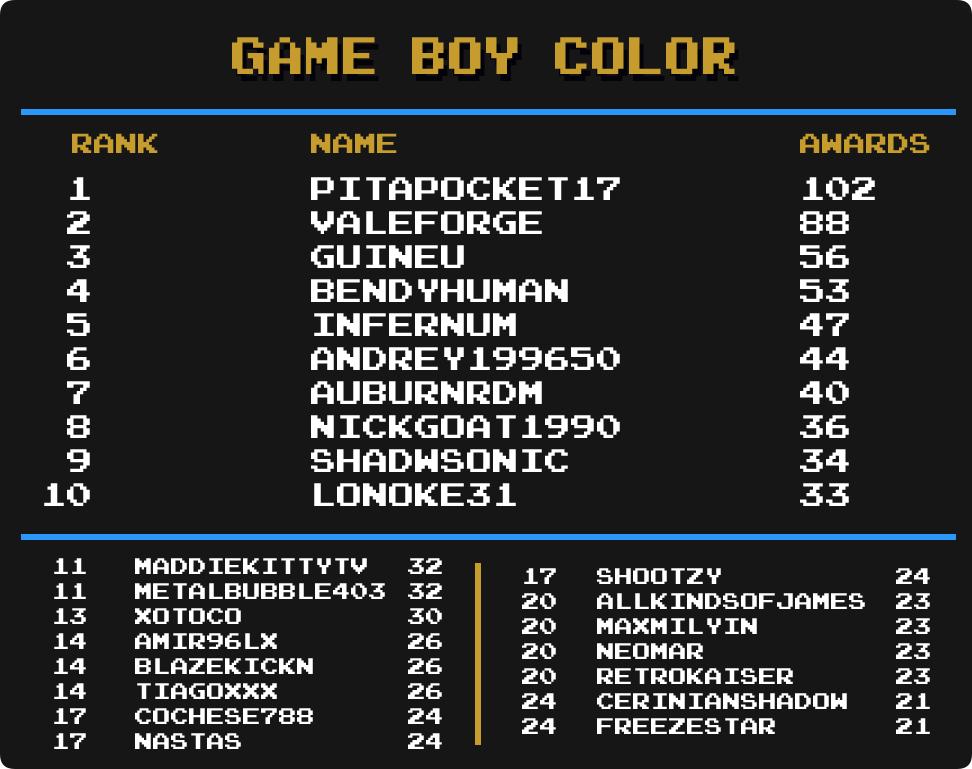 GAME BOY COLOR
RANK NAME AWARDS
1 PITAPOCKET17 102
2 VALEFORGE 88
3 GUINEU 56
4 BENDYHUMAN 53
5 INFERNUM 47
6 ANDREY199650 44
7 AUBURNRDM 40
8 NICKGOAT1990 36
9 SHADWSONIC 34
10 LONOKE31 33
11 MADDIEKITTYTV 32
11 METALBUBBLE403 32
13 XOTOCO 30
14 AMIR96LX 26
14 BLAZEKICKN 26
14 TIAGOXXX 26
17 COCHESE788 24
17 NASTAS 24
17 SHOOTZY 24
20 ALLKINDSOFJAMES 23
20 MAXMILYIN 23
20 NEOMAR 23
20 RETROKAISER 23
24 CERINIANSHADOW 21
24 FREEZESTAR 21